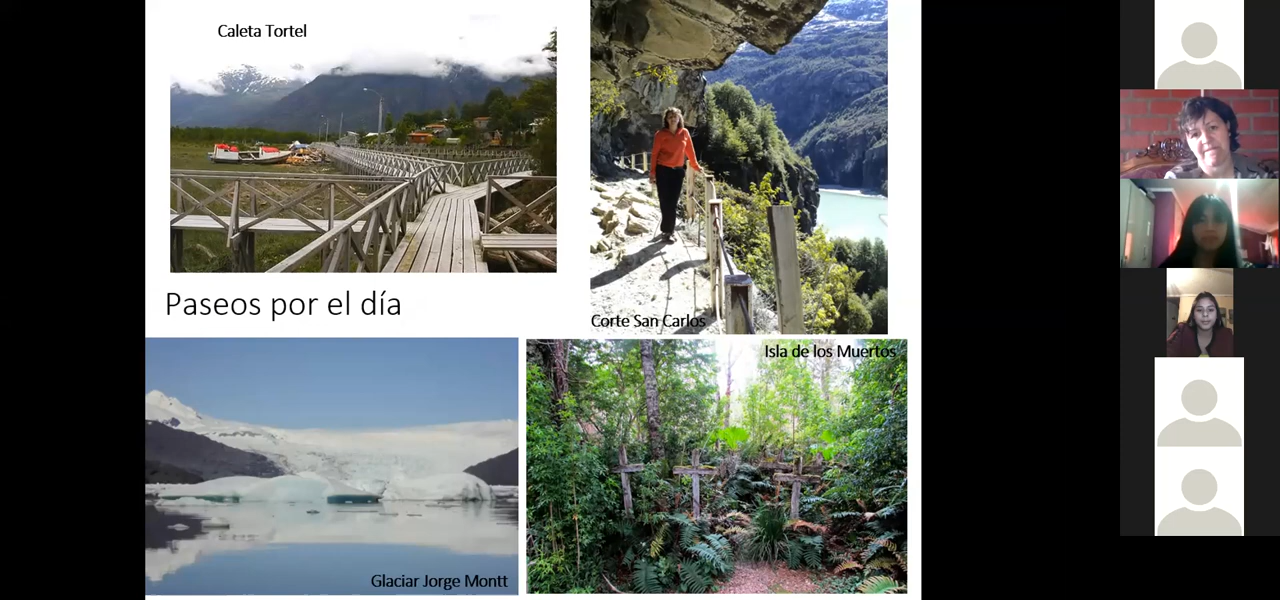 Caleta Tortel
Paseos por el día
Corte San Carlos
Isla de los Muertos
Glaciar Jorge Montt